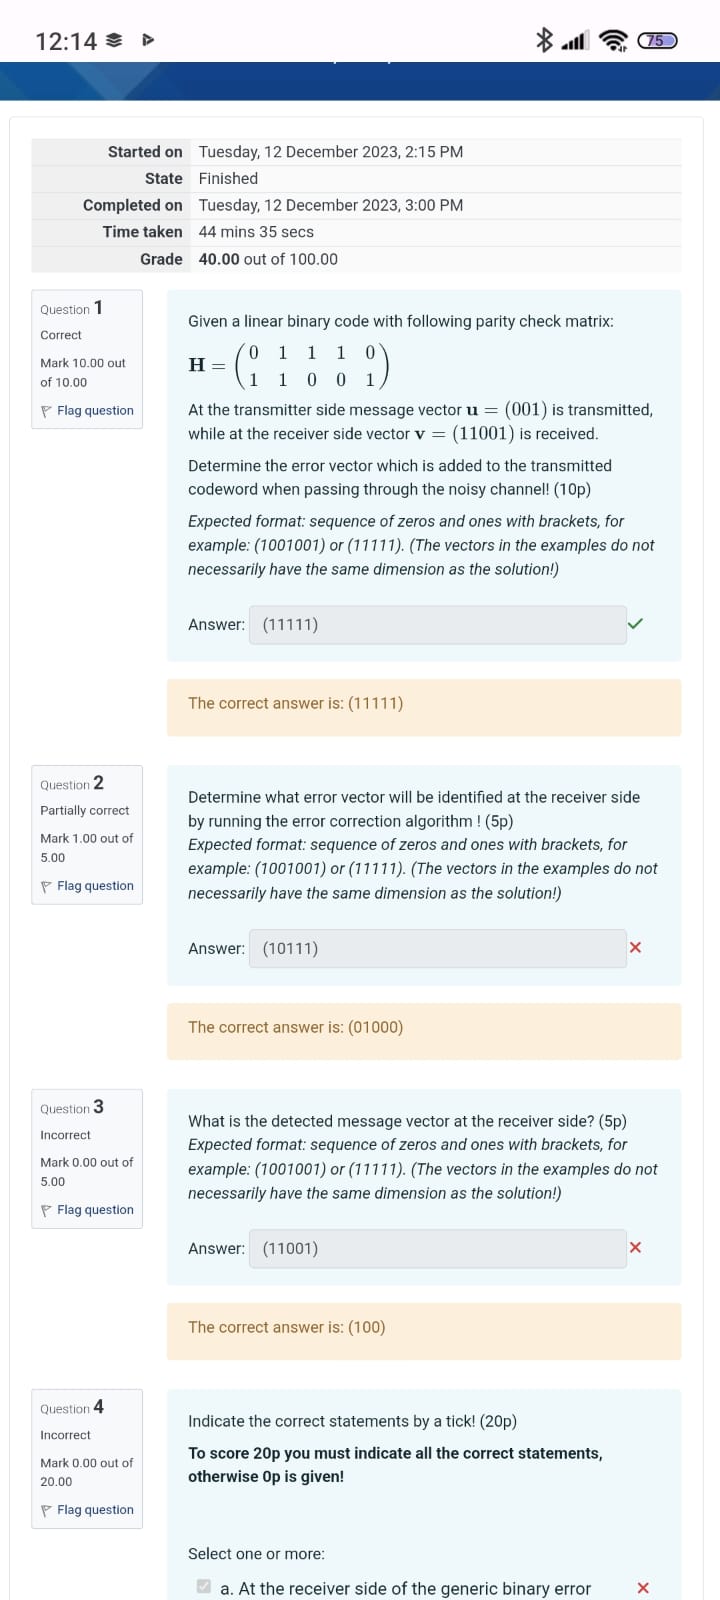 12:14
75
Started on Tuesday, 12 December 2023, 2:15 PM
State Finished
Completed on Tuesday, 12 December 2023, 3:00 PM
Time taken 44 mins 35 secs
Grade 40.00 out of 100.00
Question 1
Correct
Mark 10.00 out
of 10.00
Flag question
Given a linear binary code with following parity check matrix:
H = ( 0 1 1 1 0
1 1 0 0 1 )
At the transmitter side message vector u = (001) is transmitted,
while at the receiver side vector v = (11001) is received.
Determine the error vector which is added to the transmitted
codeword when passing through the noisy channel! (10p)
Expected format: sequence of zeros and ones with brackets, for
example: (1001001) or (11111). (The vectors in the examples do not
necessarily have the same dimension as the solution!)
Answer: (11111)
The correct answer is: (11111)
Question 2
Partially correct
Mark 1.00 out of
5.00
Flag question
Determine what error vector will be identified at the receiver side
by running the error correction algorithm ! (5p)
Expected format: sequence of zeros and ones with brackets, for
example: (1001001) or (11111). (The vectors in the examples do not
necessarily have the same dimension as the solution!)
Answer: (10111)
The correct answer is: (01000)
Question 3
Incorrect
Mark 0.00 out of
5.00
Flag question
What is the detected message vector at the receiver side? (5p)
Expected format: sequence of zeros and ones with brackets, for
example: (1001001) or (11111). (The vectors in the examples do not
necessarily have the same dimension as the solution!)
Answer: (11001)
The correct answer is: (100)
Question 4
Incorrect
Mark 0.00 out of
20.00
Flag question
Indicate the correct statements by a tick! (20p)
To score 20p you must indicate all the correct statements,
otherwise 0p is given!
Select one or more:
a. At the receiver side of the generic binary error